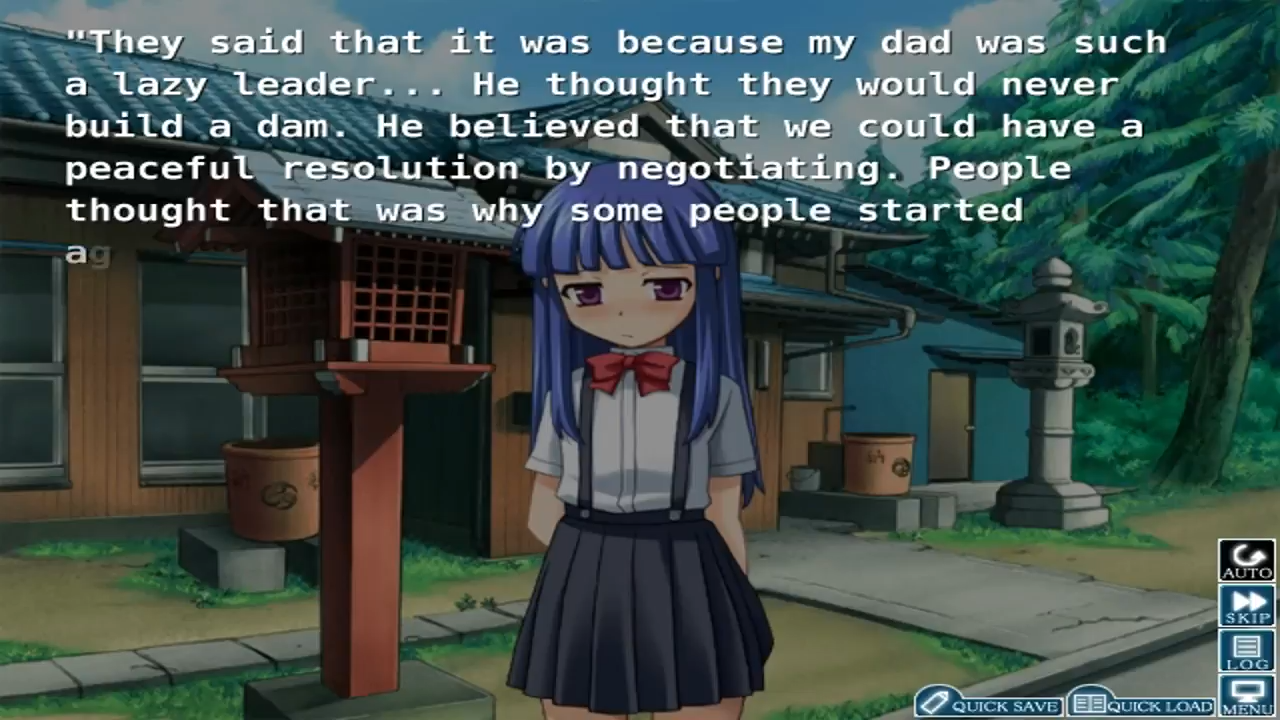 "They said that it was because my dad was such
a lazy leader... He thought they would never
build a dam. He believed that we could have a
peaceful resolution by negotiating. People
thought that was why some people started
ag
AUTO
SKIP
LOG
QUICK SAVE
QUICK LOAD
MENU